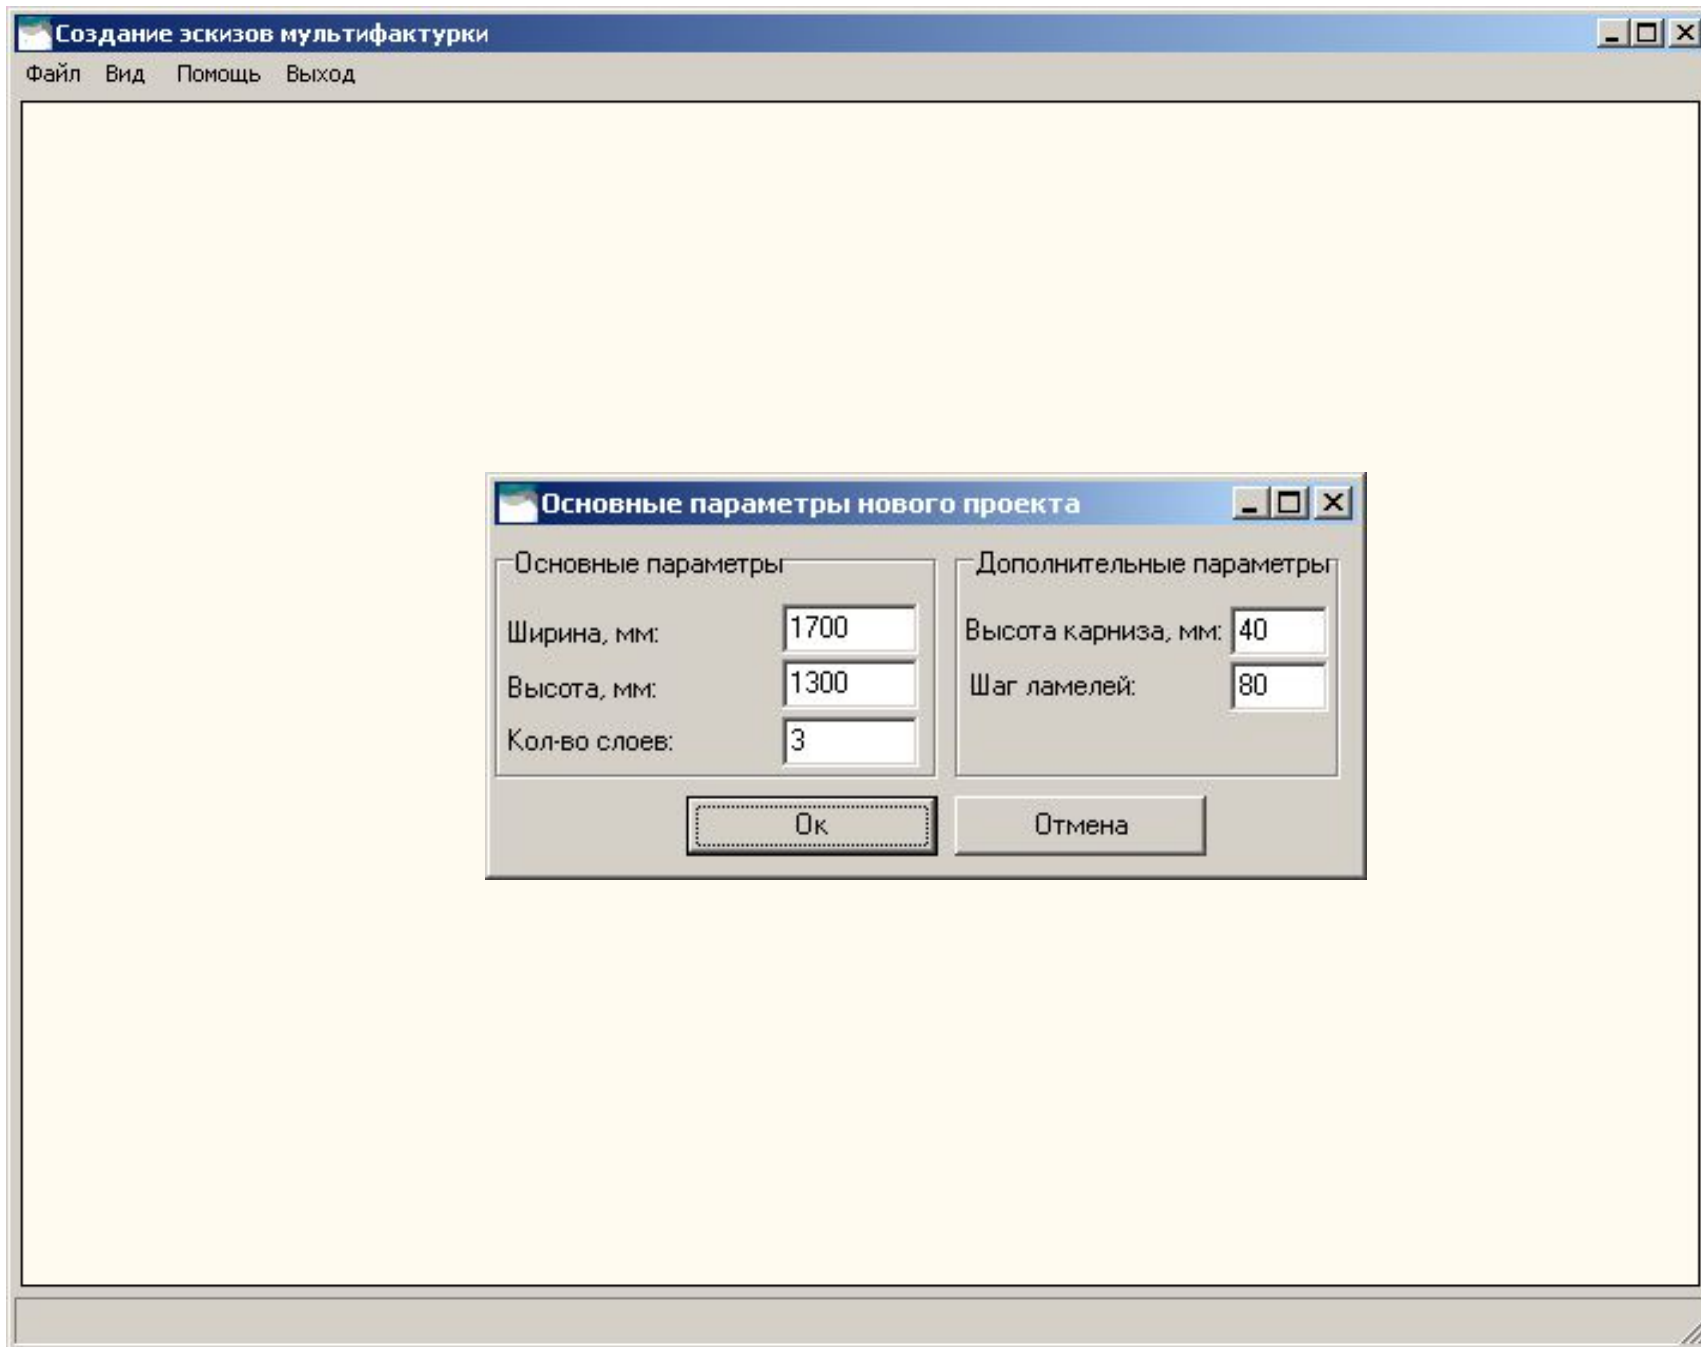 Создание эскизов мультифактурки
Файл Вид Помощь Выход
Основные параметры нового проекта
Основные параметры
Ширина, мм: 1700
Высота, мм: 1300
Кол-во слоев: 3
Дополнительные параметры
Высота карниза, мм: 40
Шаг ламелей: 80
Ок Отмена